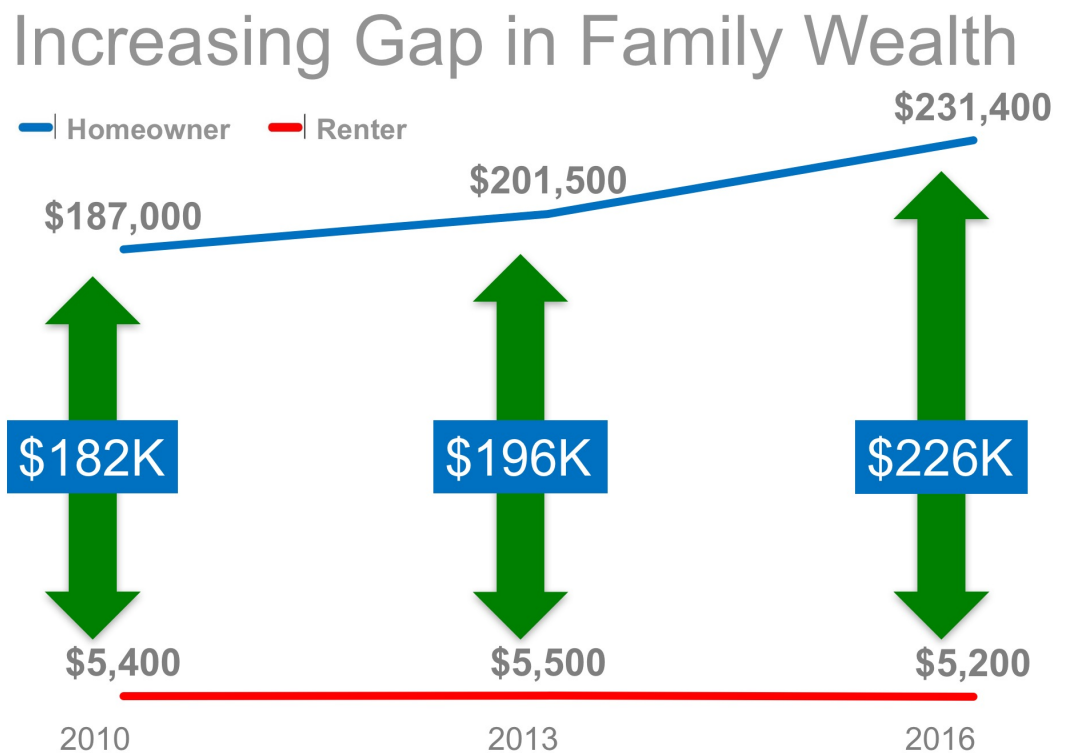 Increasing Gap in Family Wealth
Homeowner Renter
$231,400
$201,500
$187,000
$182K $196K $226K
$5,400 $5,500 $5,200
2010 2013 2016